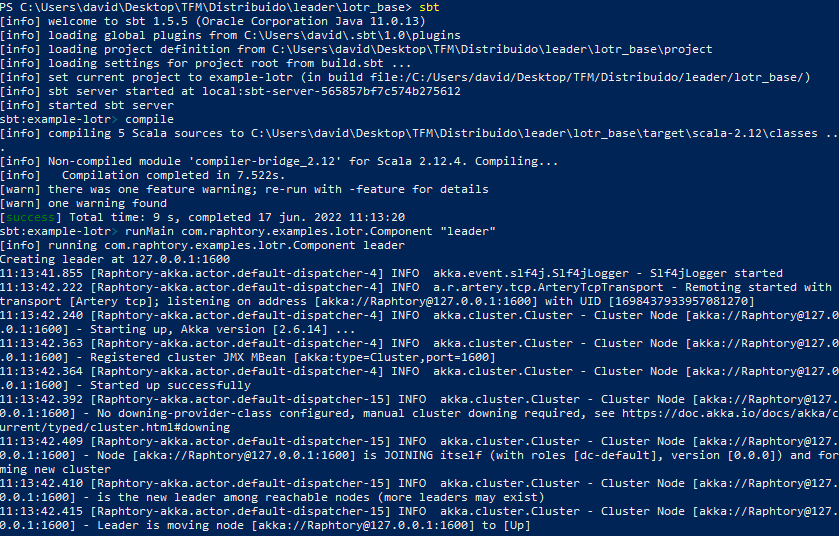 PS C:\Users\david\Desktop\TFM\Distribuido\leader\lotr_base> sbt
[info] welcome to sbt 1.5.5 (Oracle Corporation Java 11.0.13)
[info] loading global plugins from C:\Users\david\.sbt\1.0\plugins
[info] loading project definition from C:\Users\david\Desktop\TFM\Distribuido\leader\lotr_base\project
[info] loading settings for project root from build.sbt ...
[info] set current project to example-lotr (in build file:/C:/Users/david/Desktop/TFM/Distribuido/leader/lotr_base/)
[info] sbt server started at local:sbt-server-565857bf7c574b275612
[info] started sbt server
sbt:example-lotr> compile
[info] compiling 5 Scala sources to C:\Users\david\Desktop\TFM\Distribuido\leader\lotr_base\target\scala-2.12\classes ..
.
[info] Non-compiled module 'compiler-bridge_2.12' for Scala 2.12.4. Compiling...
[info]   Compilation completed in 7.522s.
[warn] there was one feature warning; re-run with -feature for details
[warn] one warning found
[success] Total time: 9 s, completed 17 jun. 2022 11:13:20
sbt:example-lotr> runMain com.raphtory.examples.lotr.Component "leader"
[info] running com.raphtory.examples.lotr.Component leader
Creating leader at 127.0.0.1:1600
11:13:41.855 [Raphtory-akka.actor.default-dispatcher-4] INFO  akka.event.slf4j.Slf4jLogger - Slf4jLogger started
11:13:42.222 [Raphtory-akka.actor.default-dispatcher-4] INFO  a.r.artery.tcp.ArteryTcpTransport - Remoting started with
transport [Artery tcp]; listening on address [akka://Raphtory@127.0.0.1:1600] with UID [1698437933957081270]
11:13:42.240 [Raphtory-akka.actor.default-dispatcher-4] INFO  akka.cluster.Cluster - Cluster Node [akka://Raphtory@127.
0.0.1:1600] - Starting up, Akka version [2.6.14] ...
11:13:42.363 [Raphtory-akka.actor.default-dispatcher-4] INFO  akka.cluster.Cluster - Cluster Node [akka://Raphtory@127.0
.0.1:1600] - Registered cluster JMX MBean [akka:type=Cluster,port=1600]
11:13:42.364 [Raphtory-akka.actor.default-dispatcher-4] INFO  akka.cluster.Cluster - Cluster Node [akka://Raphtory@127.0
.0.1:1600] - Started up successfully
11:13:42.392 [Raphtory-akka.actor.default-dispatcher-15] INFO  akka.cluster.Cluster - Cluster Node [akka://Raphtory@127.
0.0.1:1600] - No downing-provider-class configured, manual cluster downing required, see https://doc.akka.io/docs/akka/c
urrent/typed/cluster.html#downing
11:13:42.409 [Raphtory-akka.actor.default-dispatcher-15] INFO  akka.cluster.Cluster - Cluster Node [akka://Raphtory@127.
0.0.1:1600] - Node [akka://Raphtory@127.0.0.1:1600] is JOINING itself (with roles [dc-default], version [0.0.0]) and for
ming new cluster
11:13:42.410 [Raphtory-akka.actor.default-dispatcher-15] INFO  akka.cluster.Cluster - Cluster Node [akka://Raphtory@127.
0.0.1:1600] - is the new leader among reachable nodes (more leaders may exist)
11:13:42.415 [Raphtory-akka.actor.default-dispatcher-15] INFO  akka.cluster.Cluster - Cluster Node [akka://Raphtory@127.
0.0.1:1600] - Leader is moving node [akka://Raphtory@127.0.0.1:1600] to [Up]